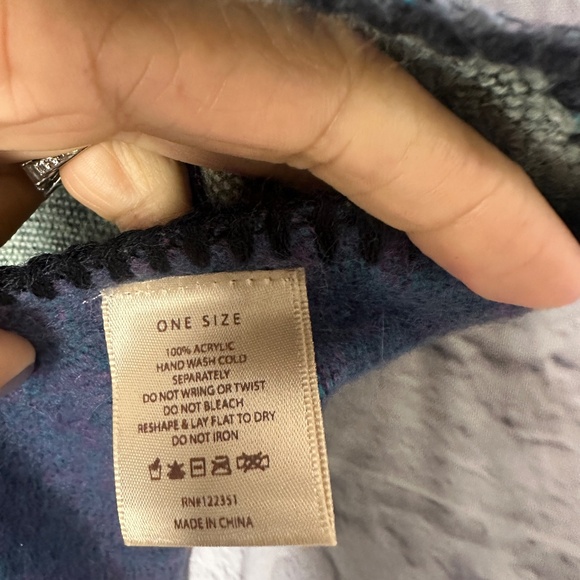 ONE SIZE
100% ACRYLIC
HAND WASH COLD
SEPARATELY
DO NOT WRING OR TWIST
DO NOT BLEACH
RESHAPE & LAY FLAT TO DRY
DO NOT IRON
RN#122351
MADE IN CHINA